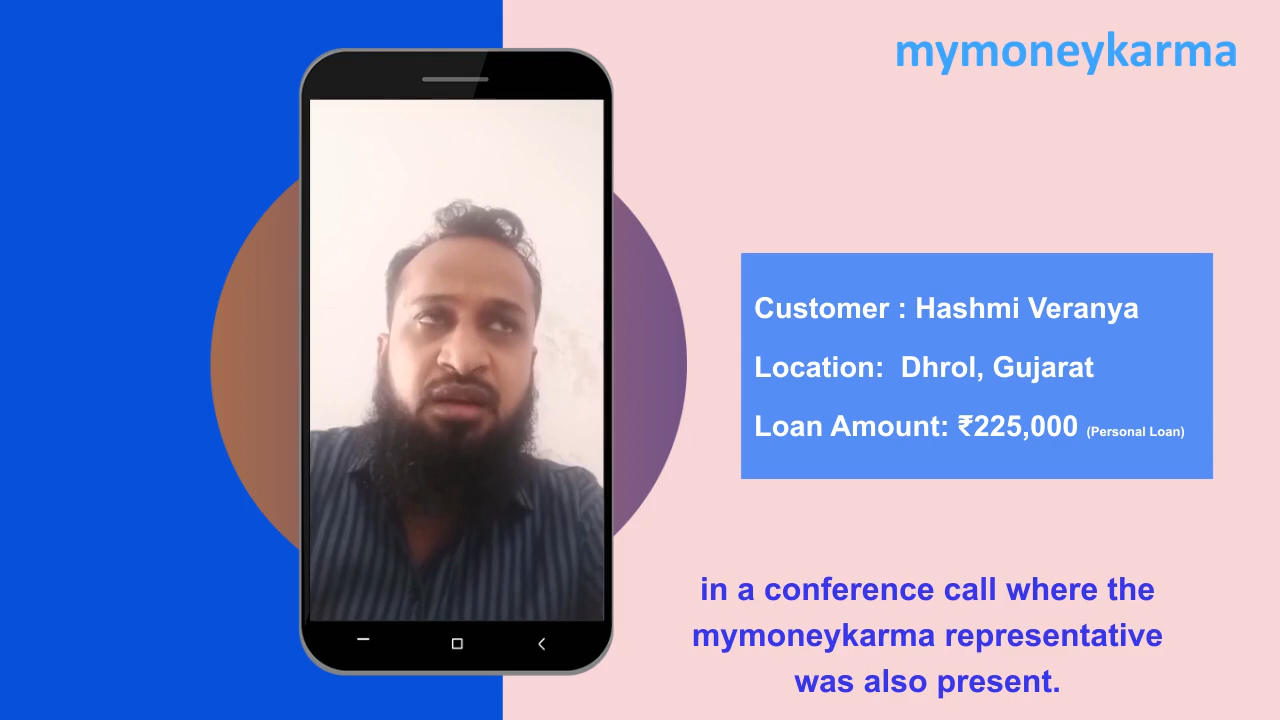 mymoneykarma
Customer : Hashmi Veranya
Location:  Dhrol, Gujarat
Loan Amount: ₹225,000 (Personal Loan)
in a conference call where the
mymoneykarma representative
was also present.